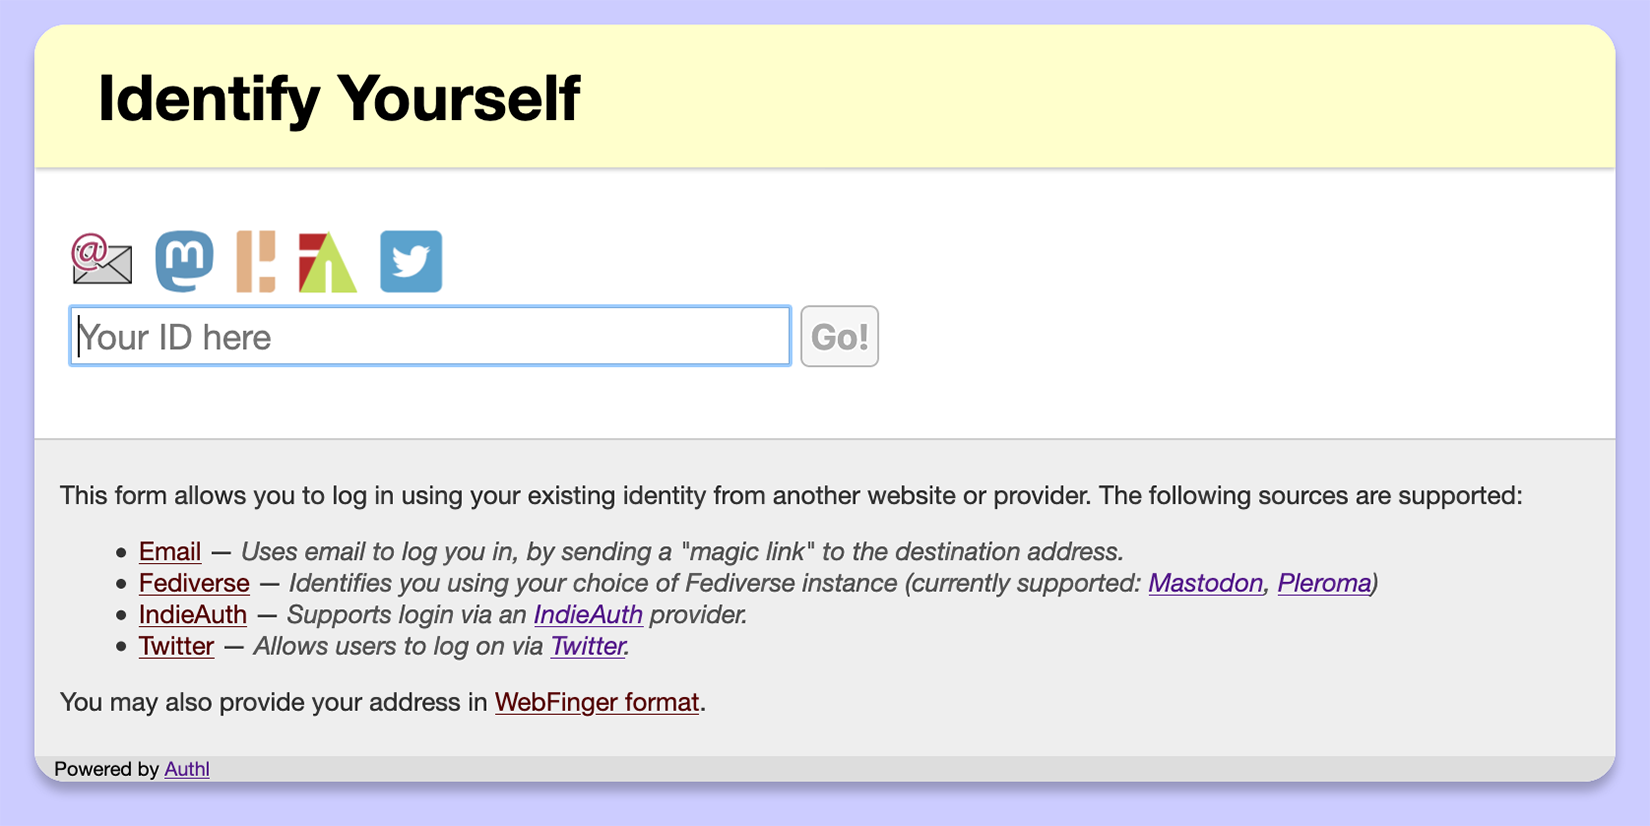 Identify Yourself
Your ID here
Go!
This form allows you to log in using your existing identity from another website or provider. The following sources are supported:
• Email — Uses email to log you in, by sending a "magic link" to the destination address.
• Fediverse — Identifies you using your choice of Fediverse instance (currently supported: Mastodon, Pleroma)
• IndieAuth — Supports login via an IndieAuth provider.
• Twitter — Allows users to log on via Twitter.
You may also provide your address in WebFinger format.
Powered by Authl